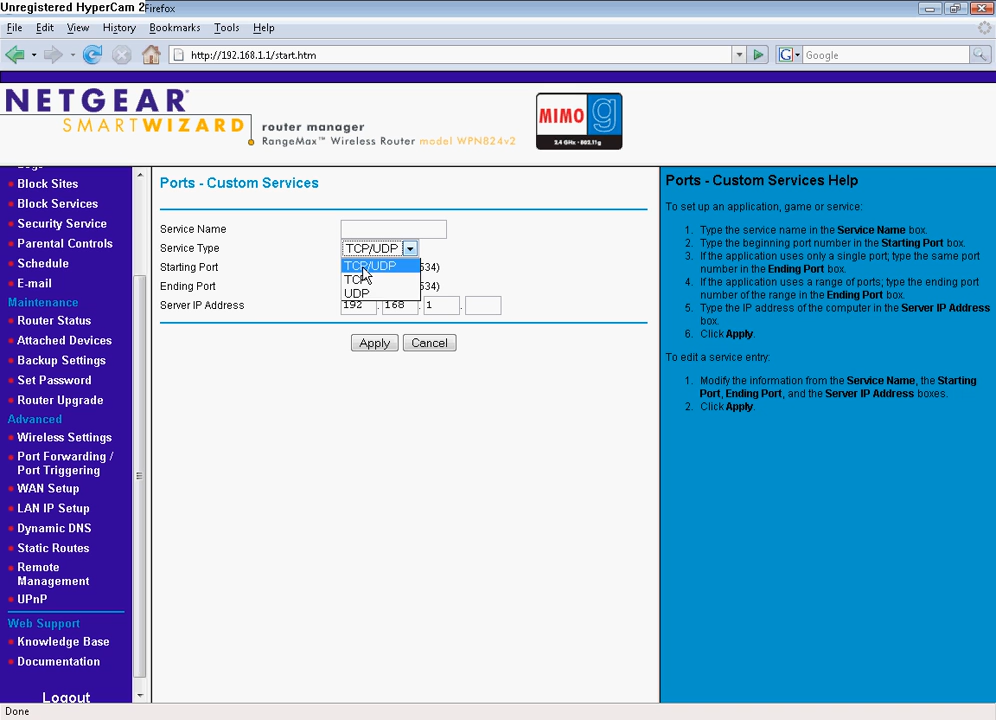 Unregistered HyperCam 2 Firefox
File Edit View History Bookmarks Tools Help
http://192.168.1.1/start.htm
G Google
NETGEAR
SMARTWIZARD
router manager
RangeMax™ Wireless Router model WPN824v2
MIMO g
2.4 GHz - 802.11g
Block Sites
Block Services
Security Service
Parental Controls
Schedule
E-mail
Maintenance
Router Status
Attached Devices
Backup Settings
Set Password
Router Upgrade
Advanced
Wireless Settings
Port Forwarding /
Port Triggering
WAN Setup
LAN IP Setup
Dynamic DNS
Static Routes
Remote
Management
UPnP
Web Support
Knowledge Base
Documentation
Logout
Ports - Custom Services
Service Name
Service Type TCP/UDP
TCP/UDP
TCP
UDP
Starting Port 534)
Ending Port 534)
Server IP Address 192 . 168 . 1 .
Apply Cancel
Ports - Custom Services Help
To set up an application, game or service:
1. Type the service name in the Service Name box.
2. Type the beginning port number in the Starting Port box.
3. If the application uses only a single port; type the same port
number in the Ending Port box.
4. If the application uses a range of ports; type the ending port
number of the range in the Ending Port box.
5. Type the IP address of the computer in the Server IP Address
box.
6. Click Apply.
To edit a service entry:
1. Modify the information from the Service Name, the Starting
Port, Ending Port, and the Server IP Address boxes.
2. Click Apply.
Done